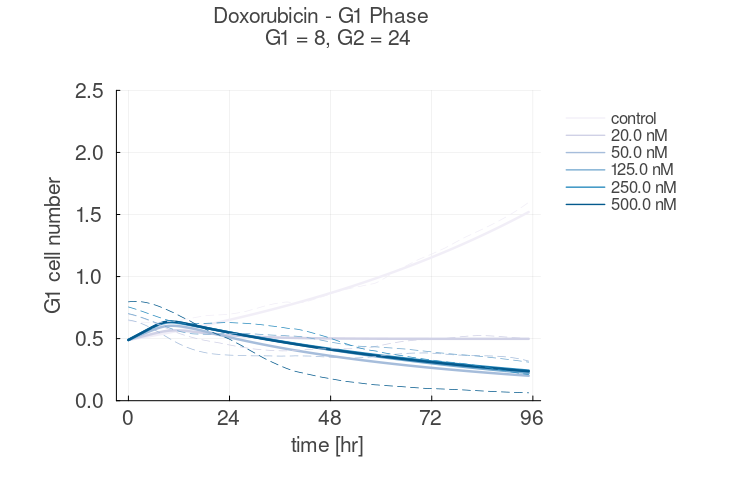 Doxorubicin - G1 Phase
G1 = 8, G2 = 24
G1 cell number
2.5
2.0
1.5
1.0
0.5
0.0
0 24 48 72 96
time [hr]
control
20.0 nM
50.0 nM
125.0 nM
250.0 nM
500.0 nM